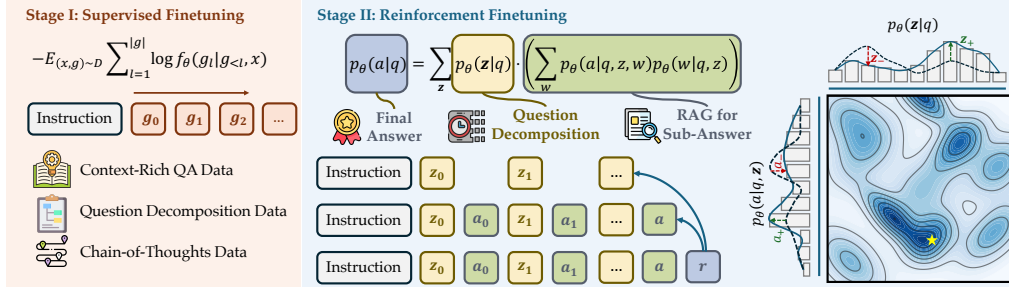 Stage I: Supervised Finetuning
−E₍ₓ,g₎~D ∑ˡ⁼¹|g| log fθ(gₗ|g<ₗ, x)
Instruction g₀ g₁ g₂ ...
Context-Rich QA Data
Question Decomposition Data
Chain-of-Thoughts Data
Stage II: Reinforcement Finetuning
pθ(a|q) = ∑z pθ(z|q) · (∑w pθ(a|q, z, w)pθ(w|q, z))
Final Answer
Question Decomposition
RAG for Sub-Answer
Instruction z₀ z₁ ...
Instruction z₀ a₀ z₁ a₁ ... a
Instruction z₀ a₀ z₁ a₁ ... a r
pθ(z|q)
z₋ z₊
pθ(a|q, z)
a₋
a₊